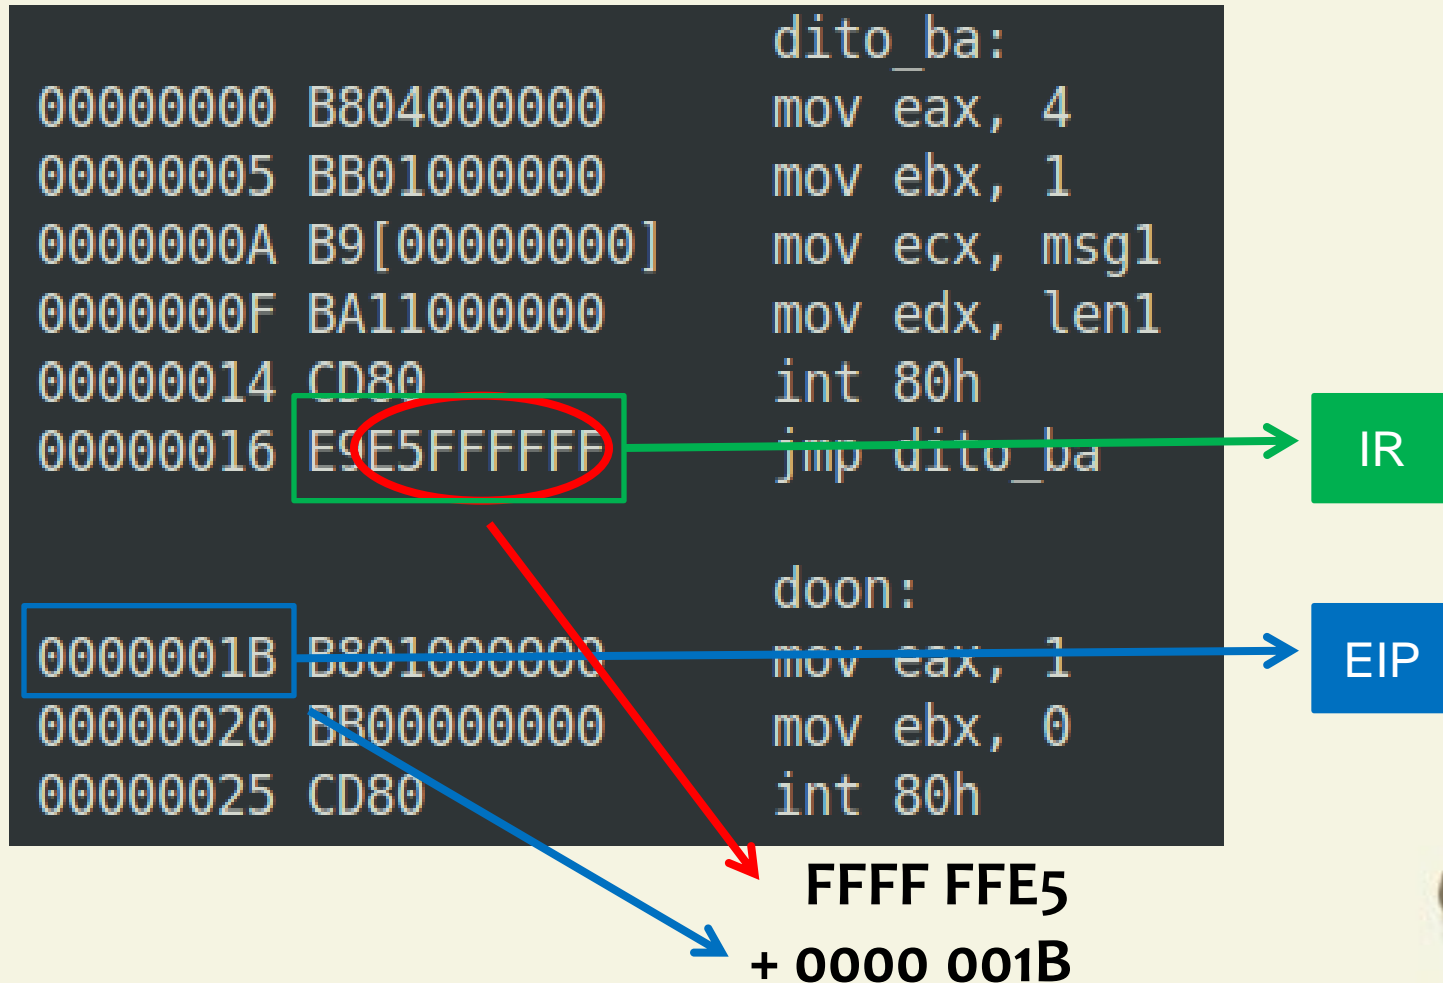 dito_ba:
00000000 B804000000 mov eax, 4
00000005 BB01000000 mov ebx, 1
0000000A B9[00000000] mov ecx, msg1
0000000F BA11000000 mov edx, len1
00000014 CD80 int 80h
00000016 E9E5FFFFFF jmp dito_ba IR
doon:
0000001B B801000000 mov eax, 1 EIP
00000020 BB00000000 mov ebx, 0
00000025 CD80 int 80h
FFFF FFE5
+ 0000 001B